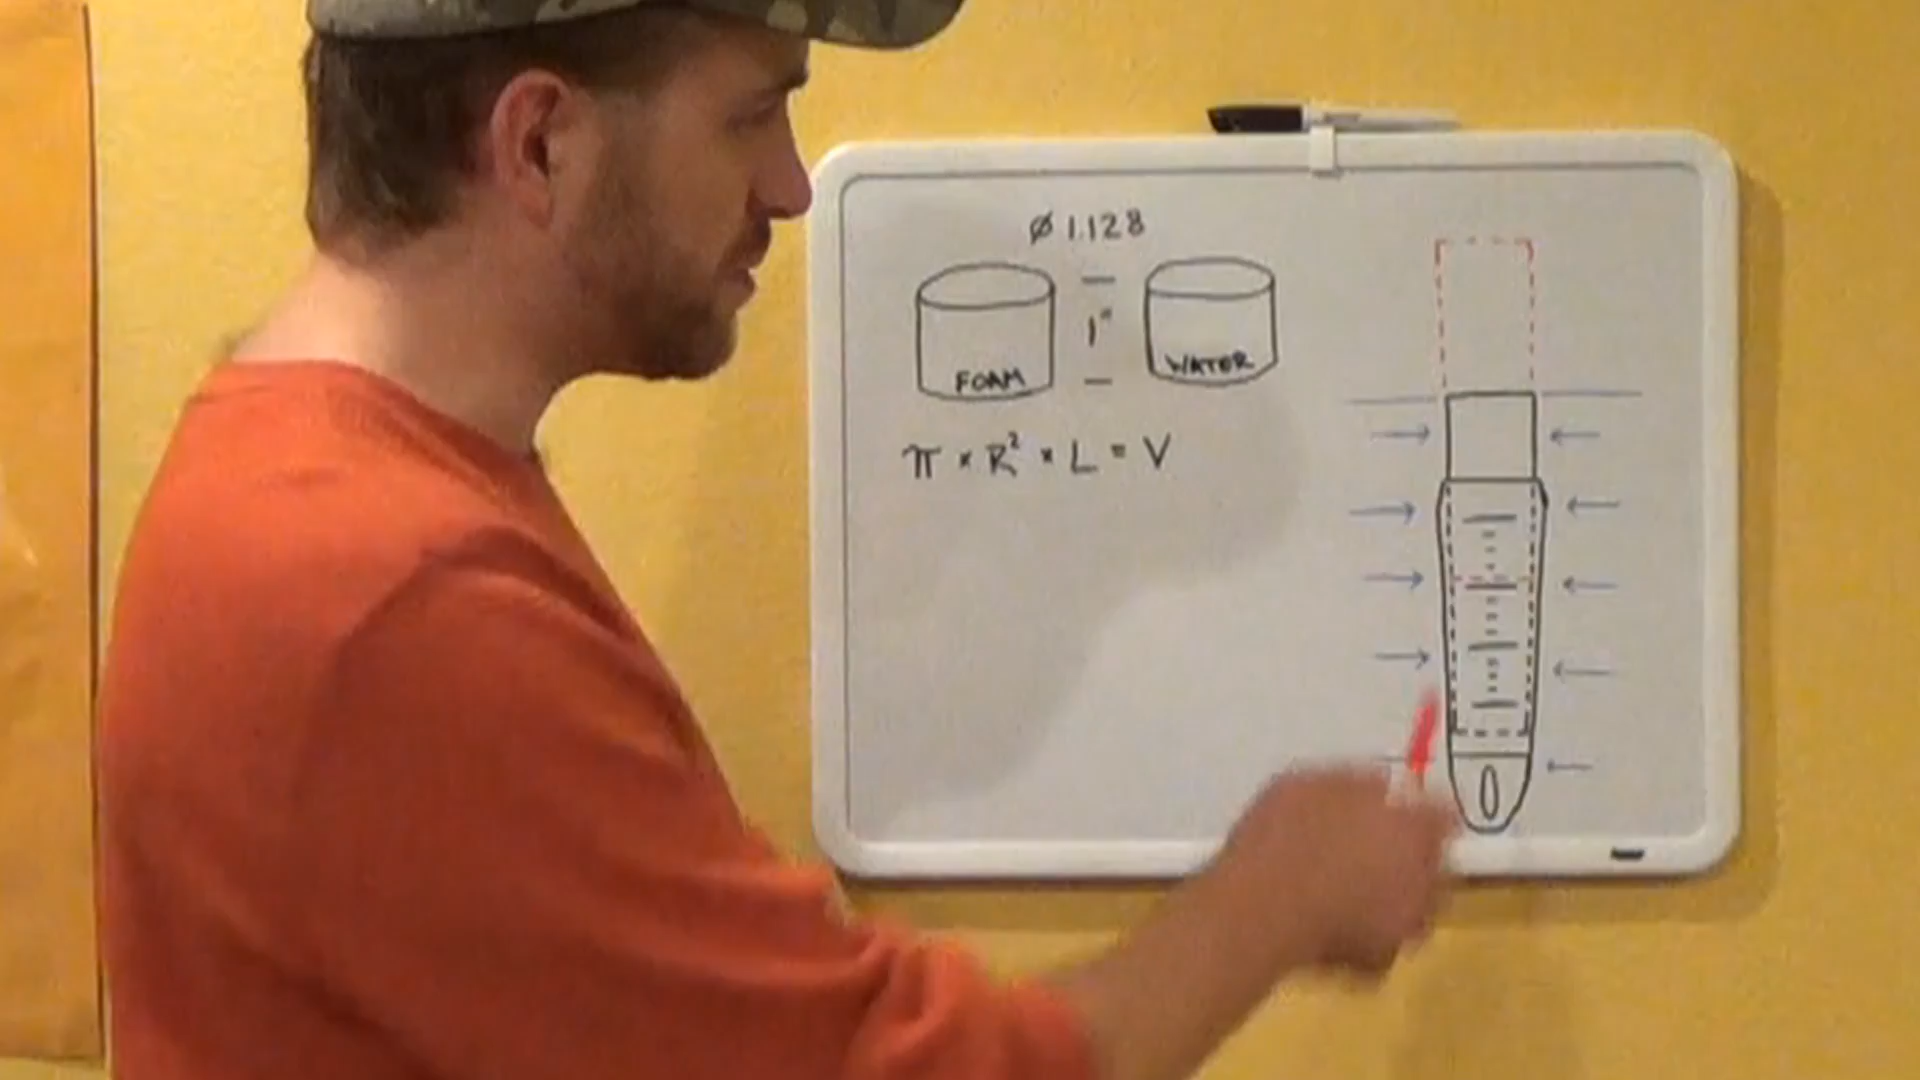 Ø 1.128
1"
FOAM
WATER
π × R² × L = V